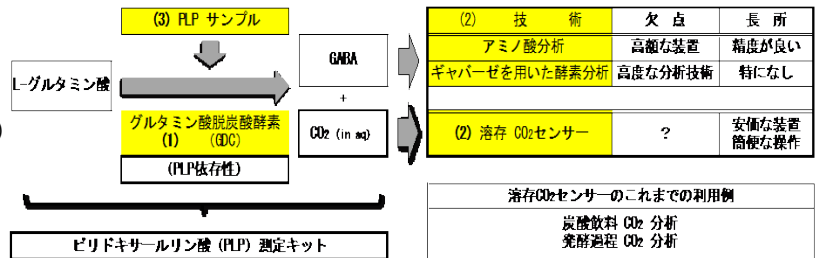 (3) PLP サンプル
L-グルタミン酸
グルタミン酸脱炭酸酵素
(1) (GDC)
(PLP依存性)
GABA
+
CO2 (in aq)
ピリドキサールリン酸 (PLP) 測定キット
(2) 技 術 欠 点 長 所
アミノ酸分析 高額な装置 精度が良い
ギャバーゼを用いた酵素分析 高度な分析技術 特になし
(2) 溶存 CO2センサー ? 安価な装置
簡便な操作
溶存CO2センサーのこれまでの利用例
炭酸飲料 CO2 分析
発酵過程 CO2 分析